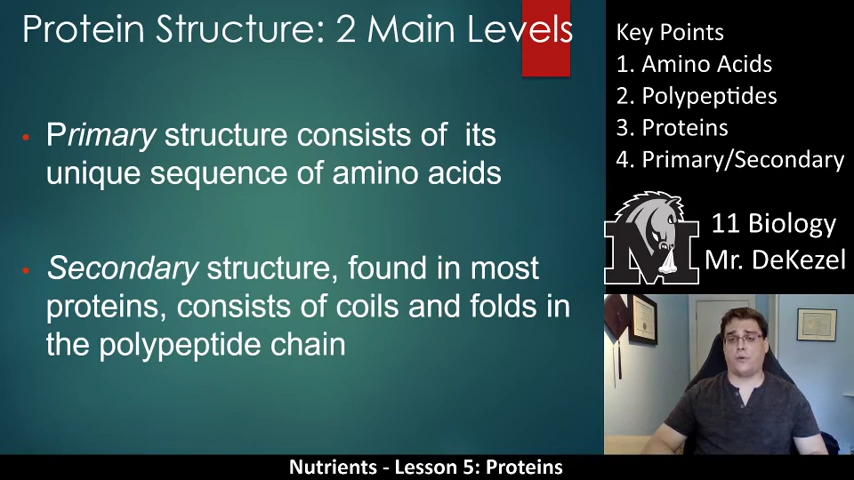 Protein Structure: 2 Main Levels
• Primary structure consists of its
unique sequence of amino acids
• Secondary structure, found in most
proteins, consists of coils and folds in
the polypeptide chain
Key Points
1. Amino Acids
2. Polypeptides
3. Proteins
4. Primary/Secondary
M
11 Biology
Mr. DeKezel
Nutrients - Lesson 5: Proteins